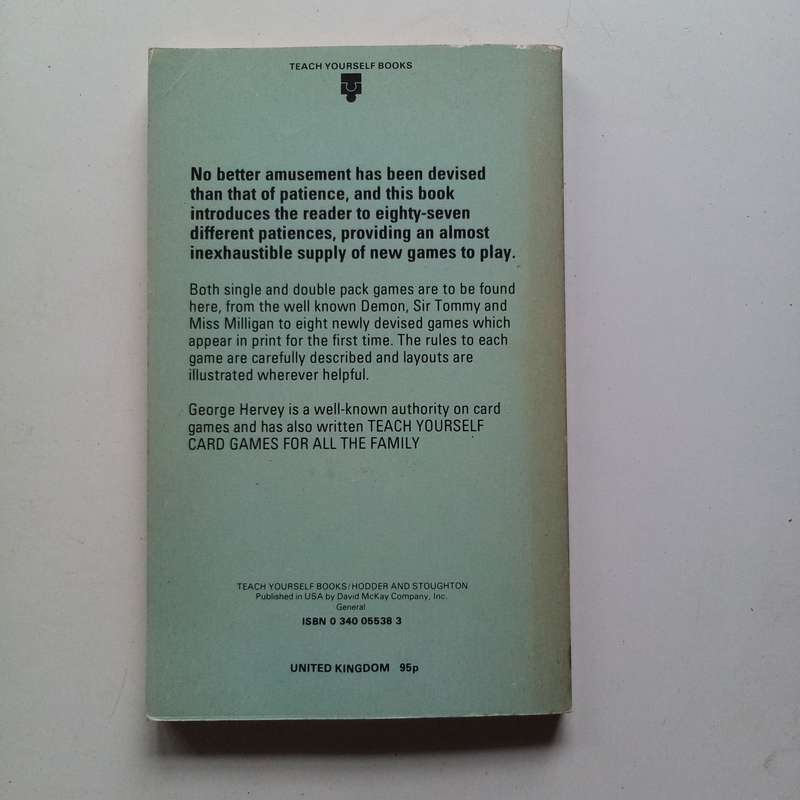 TEACH YOURSELF BOOKS
No better amusement has been devised
than that of patience, and this book
introduces the reader to eighty-seven
different patiences, providing an almost
inexhaustible supply of new games to play.
Both single and double pack games are to be found
here, from the well known Demon, Sir Tommy and
Miss Milligan to eight newly devised games which
appear in print for the first time. The rules to each
game are carefully described and layouts are
illustrated wherever helpful.
George Hervey is a well-known authority on card
games and has also written TEACH YOURSELF
CARD GAMES FOR ALL THE FAMILY
TEACH YOURSELF BOOKS/HODDER AND STOUGHTON
Published in USA by David McKay Company, Inc.
General
ISBN 0 340 05538 3
UNITED KINGDOM 95p